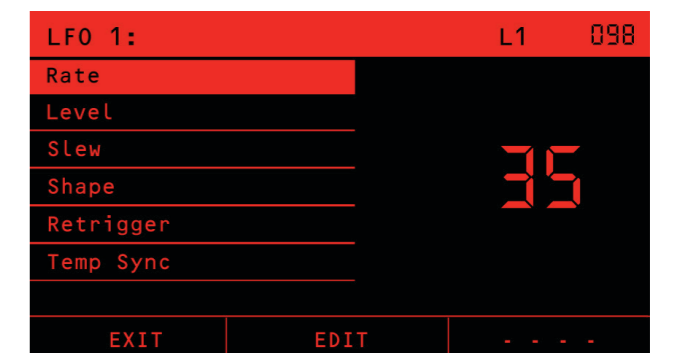 LFO 1: L1 098
Rate
Level
Slew
35
Shape
Retrigger
Temp Sync
EXIT EDIT - - - -